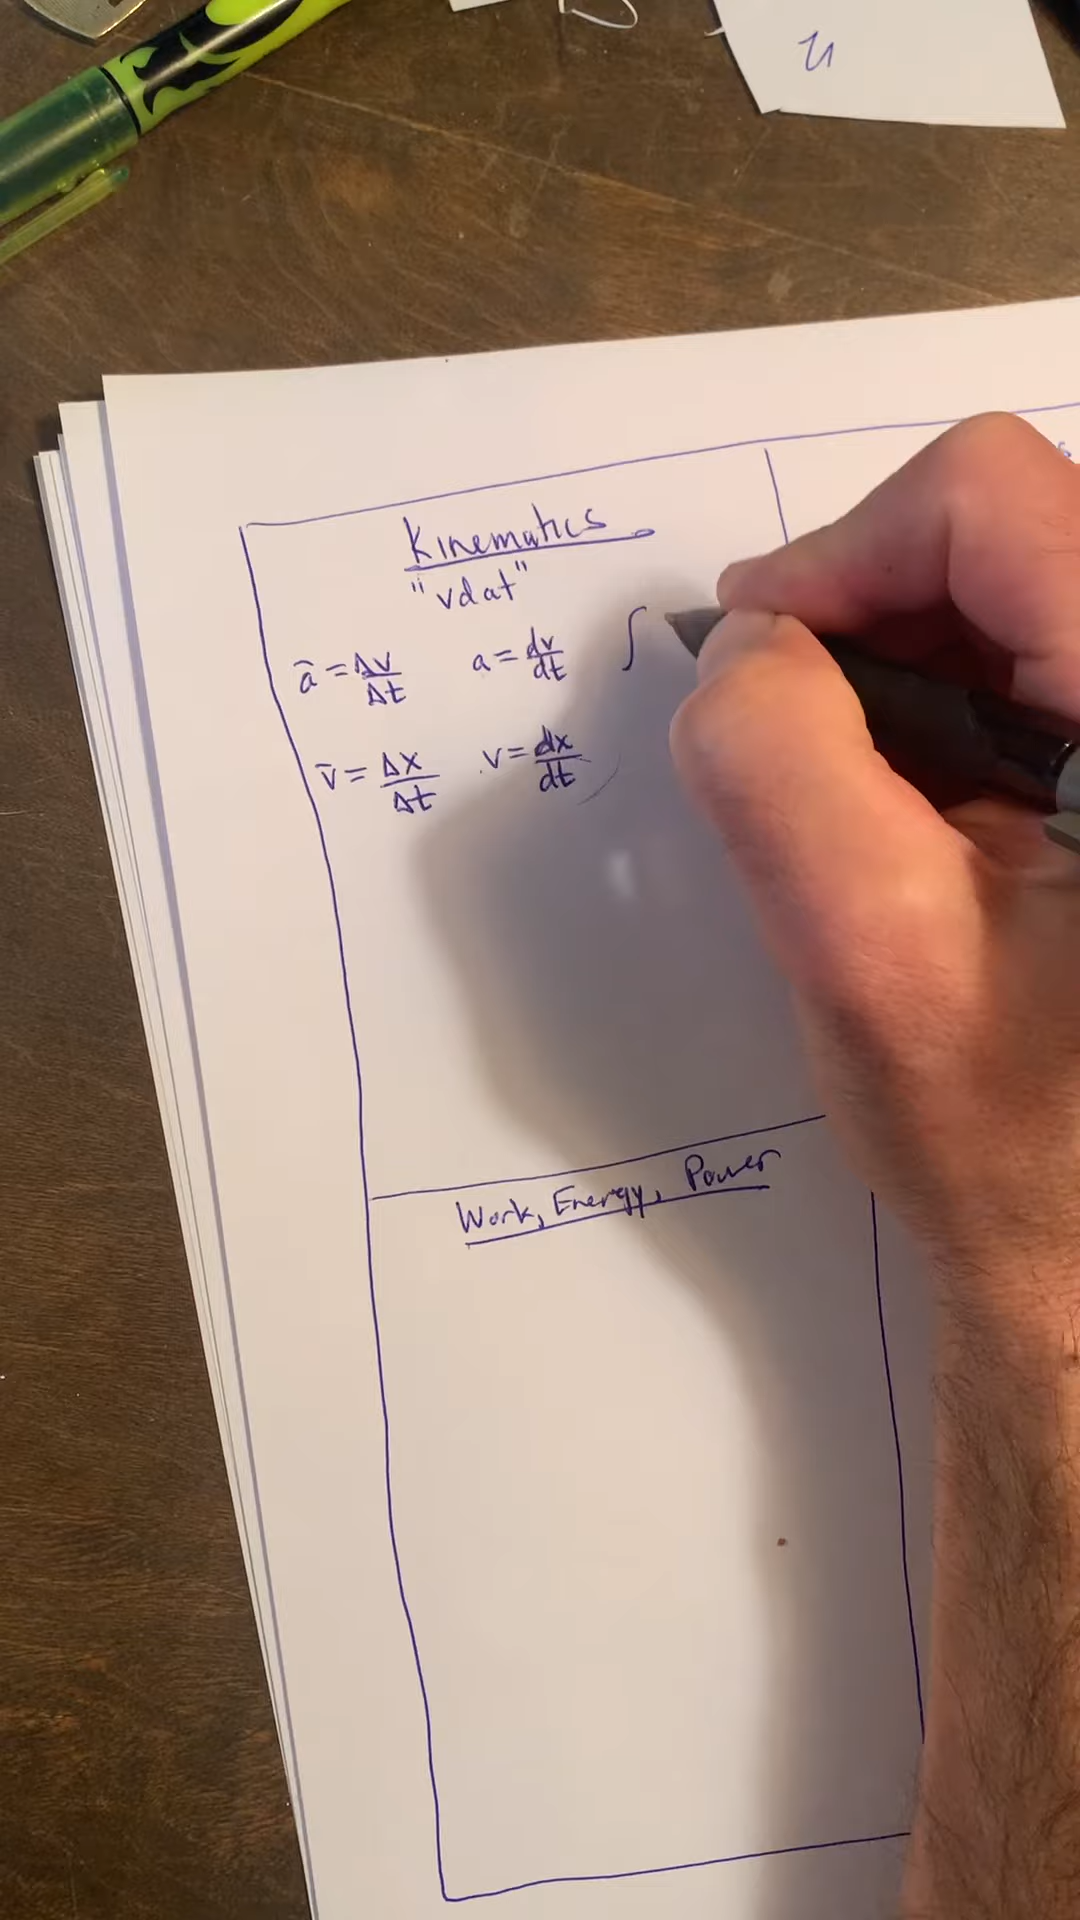 u
Kinematics
"vdat"
ā = Δv/Δt a = dv/dt ∫
v̄ = Δx/Δt v = dx/dt
Work, Energy, Power